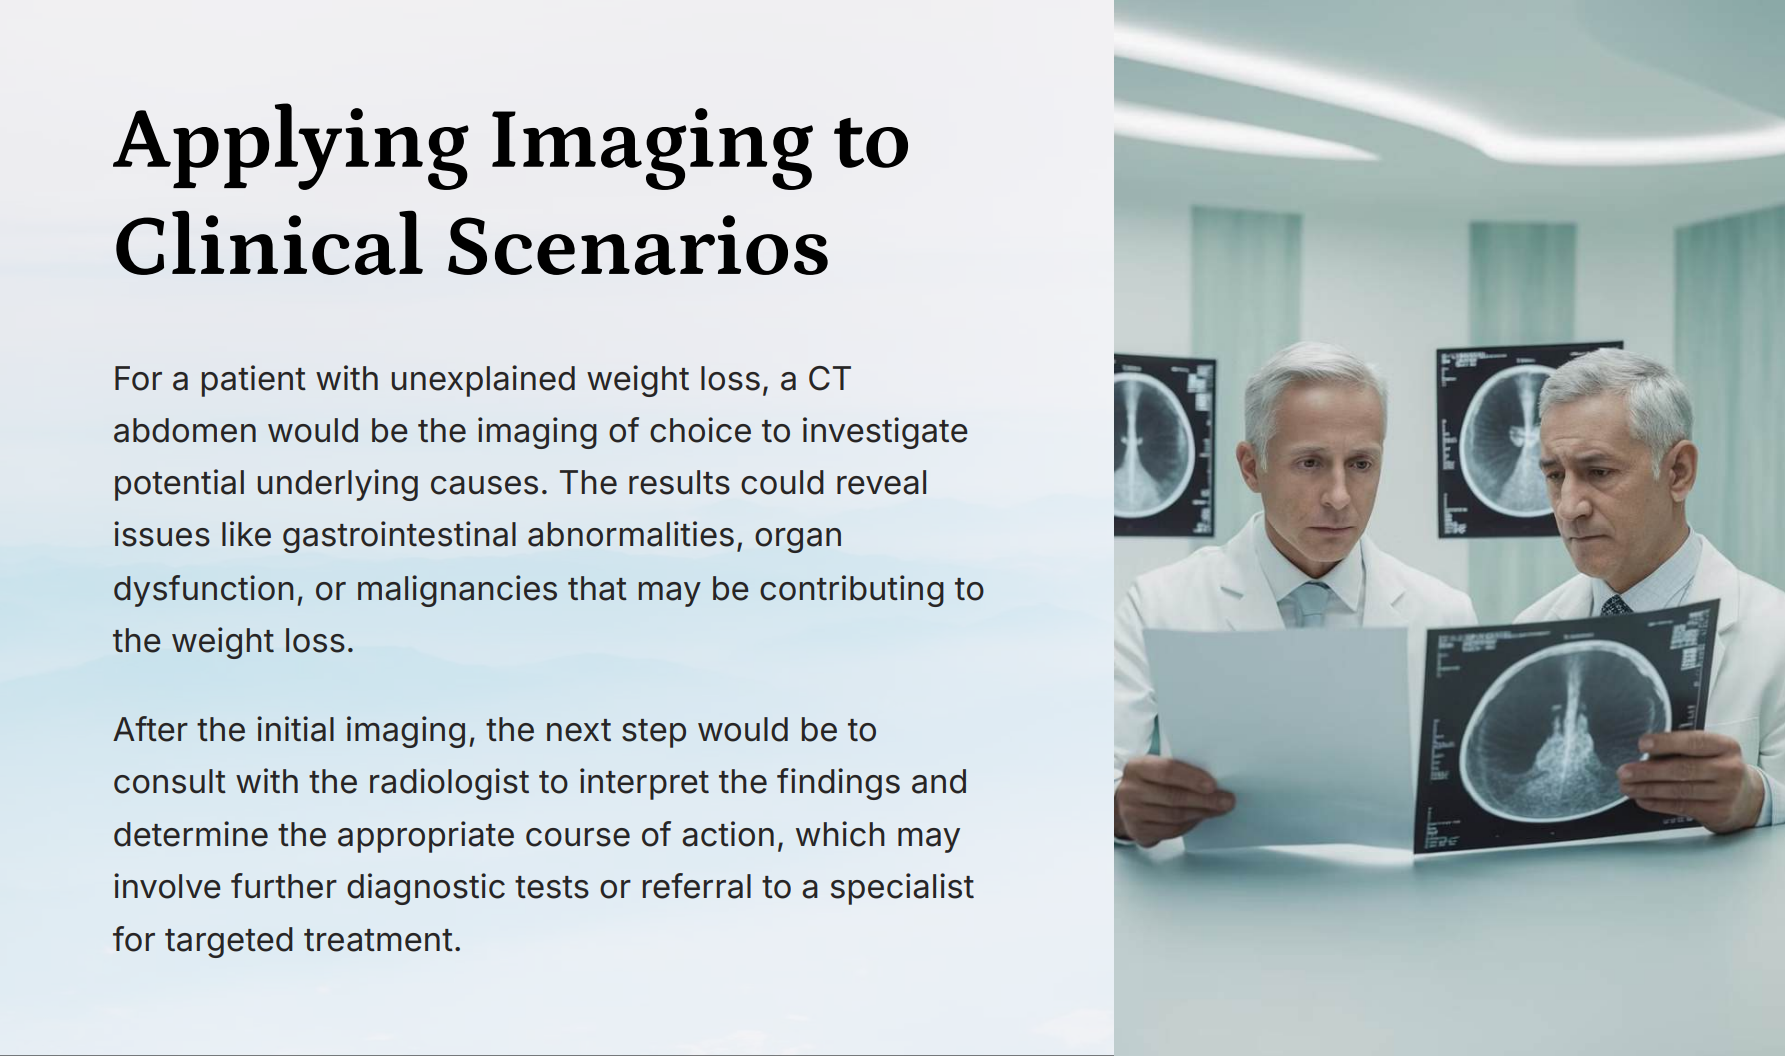 Applying Imaging to
Clinical Scenarios
For a patient with unexplained weight loss, a CT
abdomen would be the imaging of choice to investigate
potential underlying causes. The results could reveal
issues like gastrointestinal abnormalities, organ
dysfunction, or malignancies that may be contributing to
the weight loss.
After the initial imaging, the next step would be to
consult with the radiologist to interpret the findings and
determine the appropriate course of action, which may
involve further diagnostic tests or referral to a specialist
for targeted treatment.